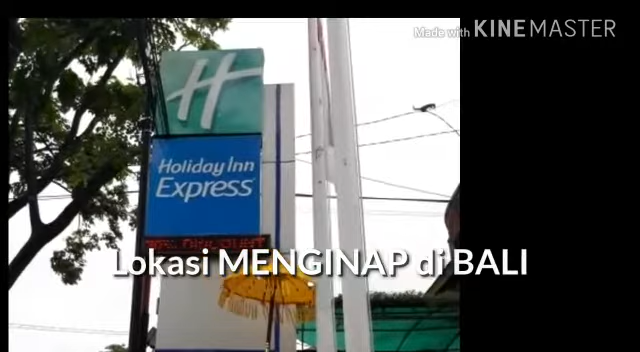 Made with KINEMASTER
H
Holiday Inn
Express
Lokasi MENGINAP di BALI